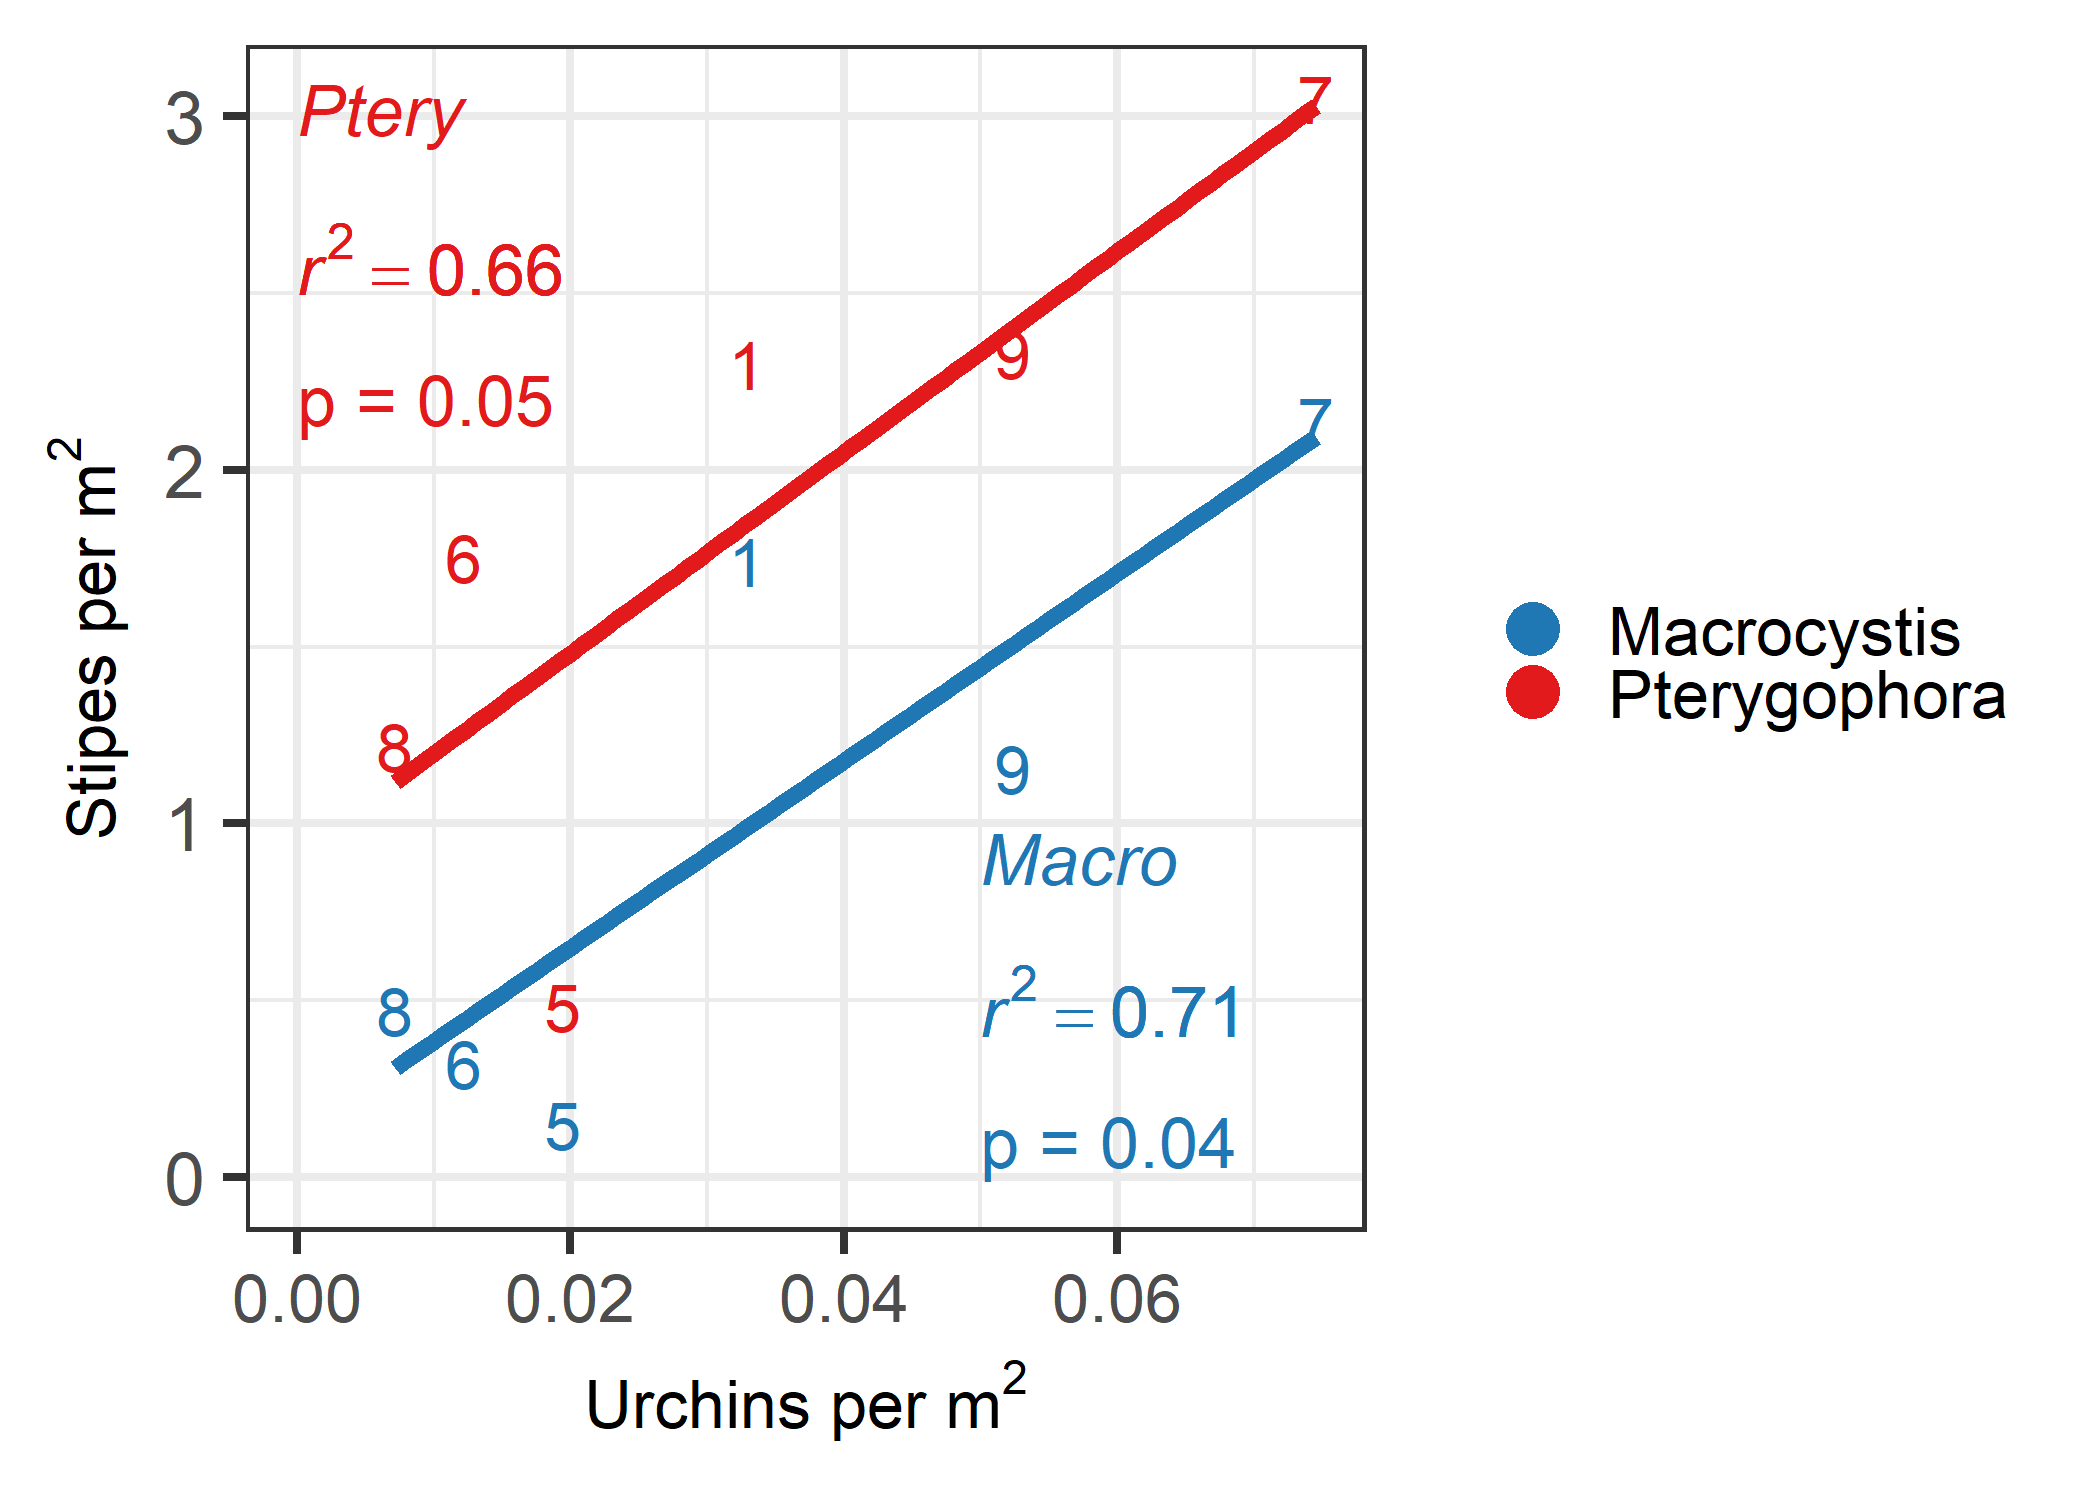 Ptery
r² = 0.66
p = 0.05
3
2
1
0
Stipes per m²
7
1
9
7
6
1
8
9
Macro
8
5
r² = 0.71
6
5
p = 0.04
0.00 0.02 0.04 0.06
Urchins per m²
Macrocystis
Pterygophora